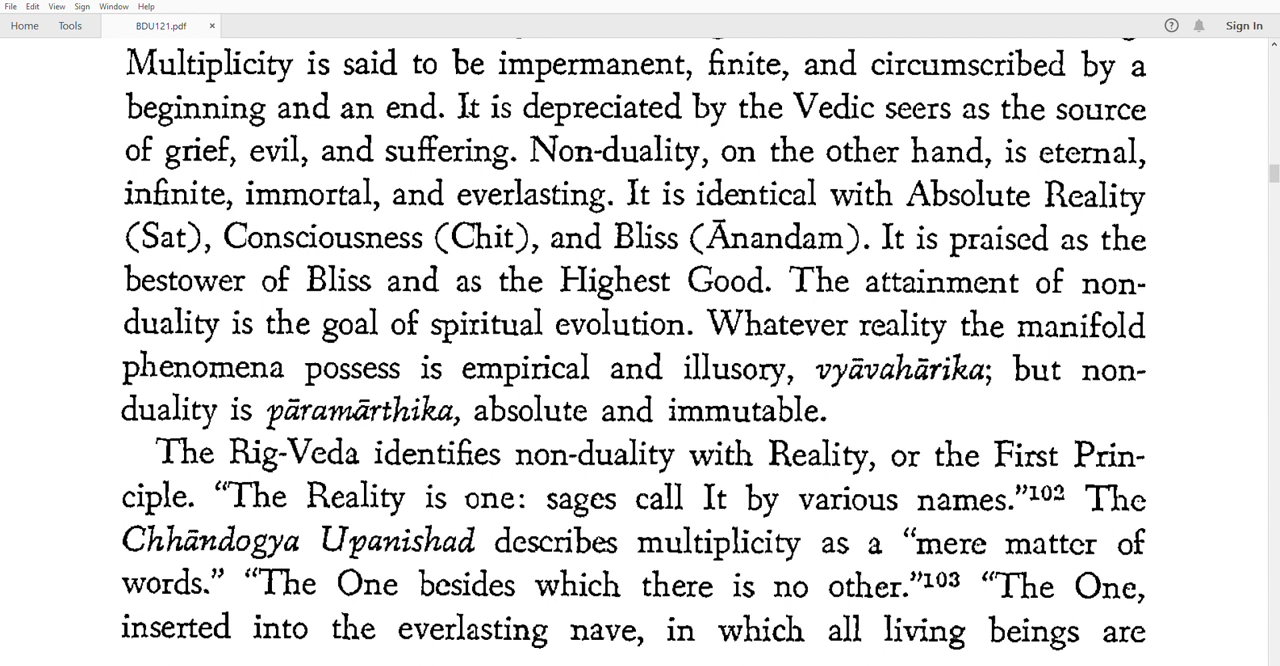 File Edit View Sign Window Help
Home Tools BDU121.pdf × ? Sign In
Multiplicity is said to be impermanent, finite, and circumscribed by a
beginning and an end. It is depreciated by the Vedic seers as the source
of grief, evil, and suffering. Non-duality, on the other hand, is eternal,
infinite, immortal, and everlasting. It is identical with Absolute Reality
(Sat), Consciousness (Chit), and Bliss (Ānandam). It is praised as the
bestower of Bliss and as the Highest Good. The attainment of non-
duality is the goal of spiritual evolution. Whatever reality the manifold
phenomena possess is empirical and illusory, vyāvahārika; but non-
duality is pāramārthika, absolute and immutable.
The Rig-Veda identifies non-duality with Reality, or the First Prin-
ciple. “The Reality is one: sages call It by various names.”102 The
Chhāndogya Upanishad describes multiplicity as a “mere matter of
words.” “The One besides which there is no other.”103 “The One,
inserted into the everlasting nave, in which all living beings are